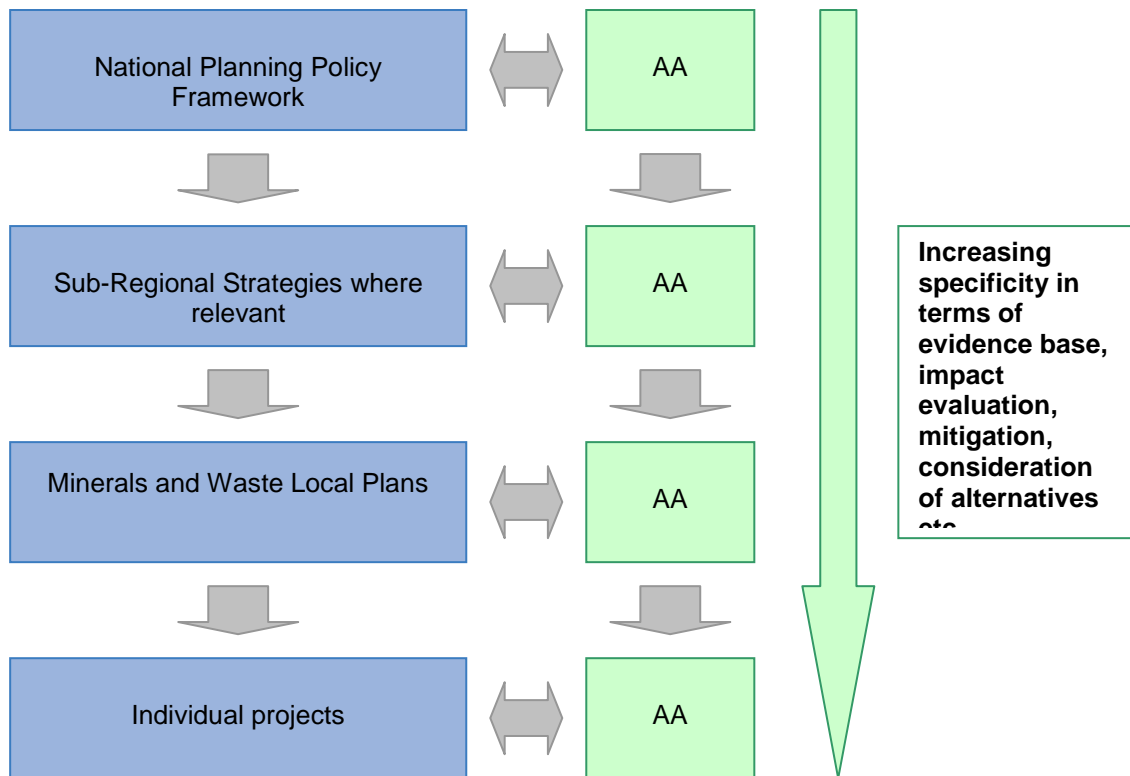 National Planning Policy
Framework
AA
Sub-Regional Strategies where
relevant
AA
Increasing
specificity in
terms of
evidence base,
impact
evaluation,
mitigation,
consideration
of alternatives
etc
Minerals and Waste Local Plans
AA
Individual projects
AA